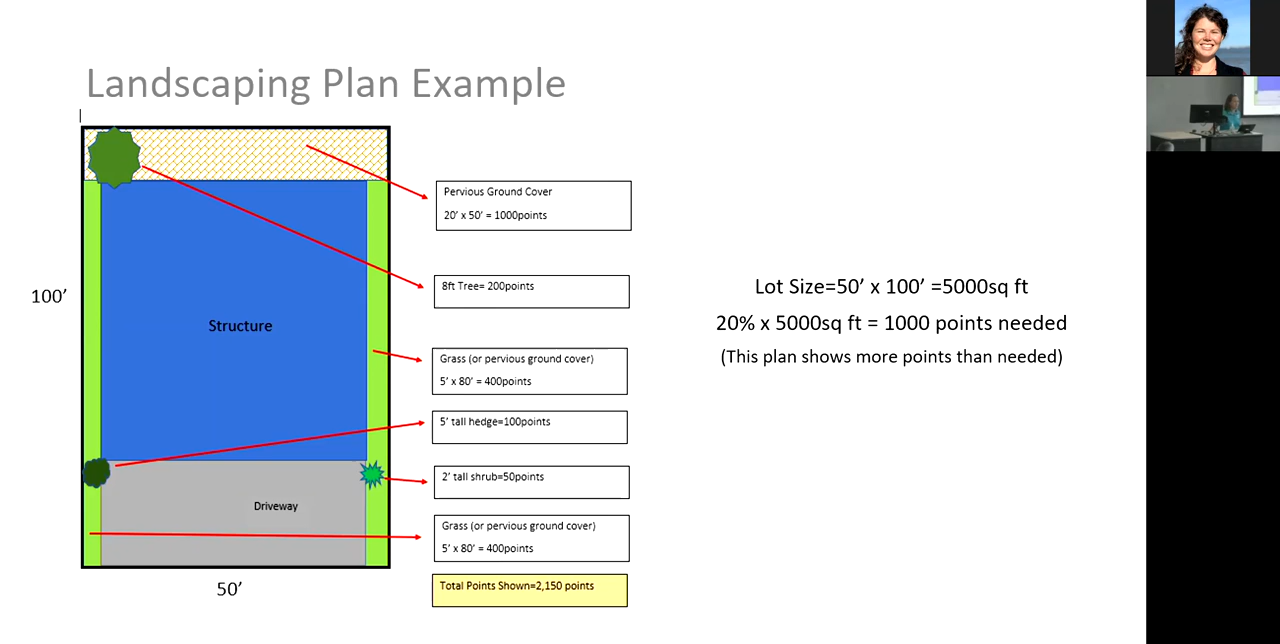 Landscaping Plan Example
Pervious Ground Cover
20’ x 50’ = 1000points
8ft Tree= 200points
100’
Structure
Grass (or pervious ground cover)
5’ x 80’ = 400points
5’ tall hedge=100points
2’ tall shrub=50points
Driveway
Grass (or pervious ground cover)
5’ x 80’ = 400points
Total Points Shown=2,150 points
50’
Lot Size=50’ x 100’ =5000sq ft
20% x 5000sq ft = 1000 points needed
(This plan shows more points than needed)